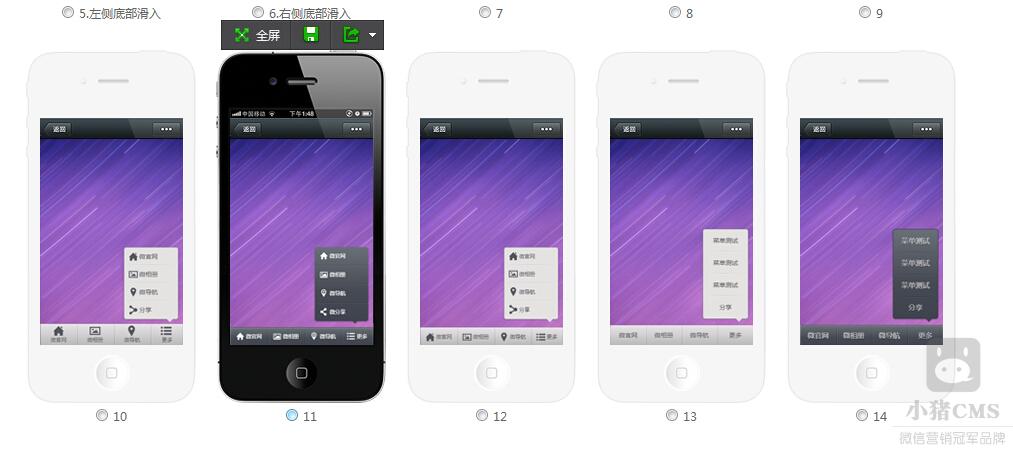 5.左侧底部滑入
6.右侧底部滑入
7
8
9
全屏
返回
微官网
微相册
微导航
分享
微官网
微相册
微导航
更多
10
中国移动
下午1:48
返回
微官网
微相册
微导航
微分享
微官网
微相册
微导航
更多
11
返回
微官网
微相册
微导航
分享
微官网
微相册
微导航
更多
12
返回
菜单测试
菜单测试
菜单测试
分享
微官网
微相册
微导航
更多
13
返回
菜单测试
菜单测试
菜单测试
分享
微官网
微相册
微导航
更多
14
小猪CMS
微信营销冠军品牌